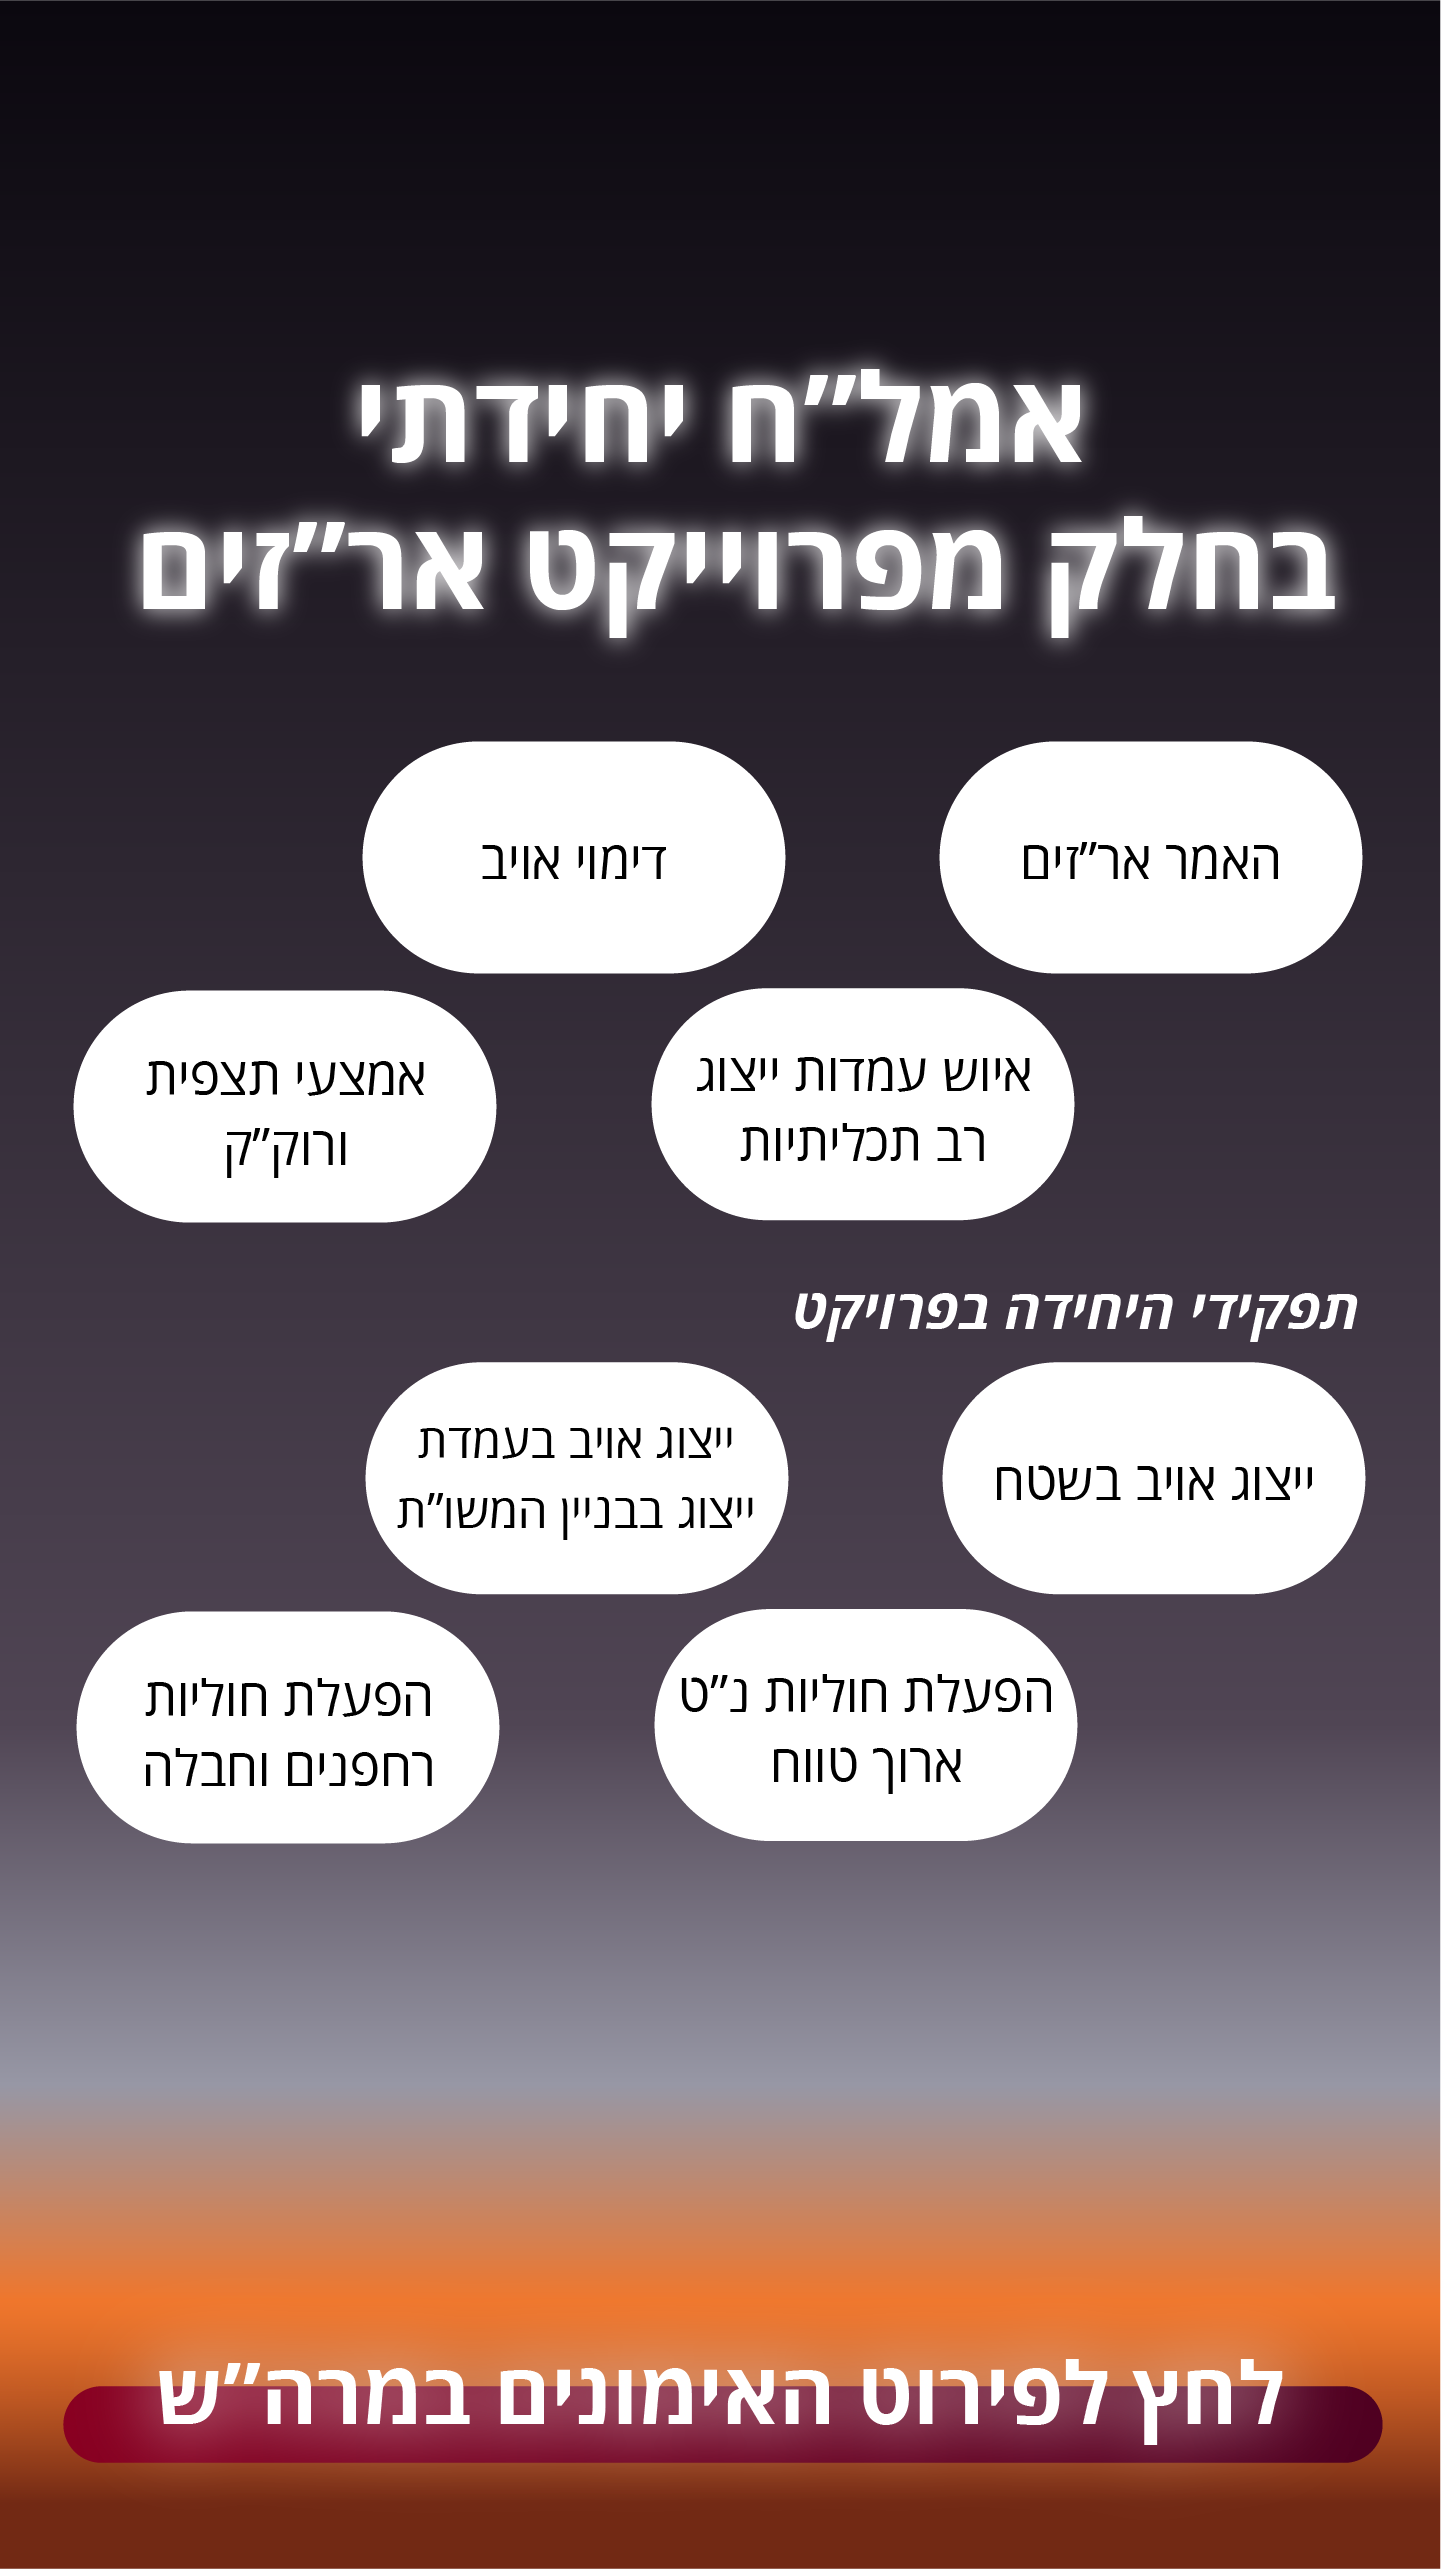 אמל”ח יחידתי
בחלק מפרוייקט אר”זים
האמר אר”זים
דימוי אויב
איוש עמדות ייצוג
רב תכליתיות
אמצעי תצפית
ורוק”ק
תפקידי היחידה בפרויקט
ייצוג אויב בשטח
ייצוג אויב בעמדת
ייצוג בבניין המשו”ת
הפעלת חוליות נ”ט
ארוך טווח
הפעלת חוליות
רחפנים וחבלה
לחץ לפירוט האימונים במרה”ש